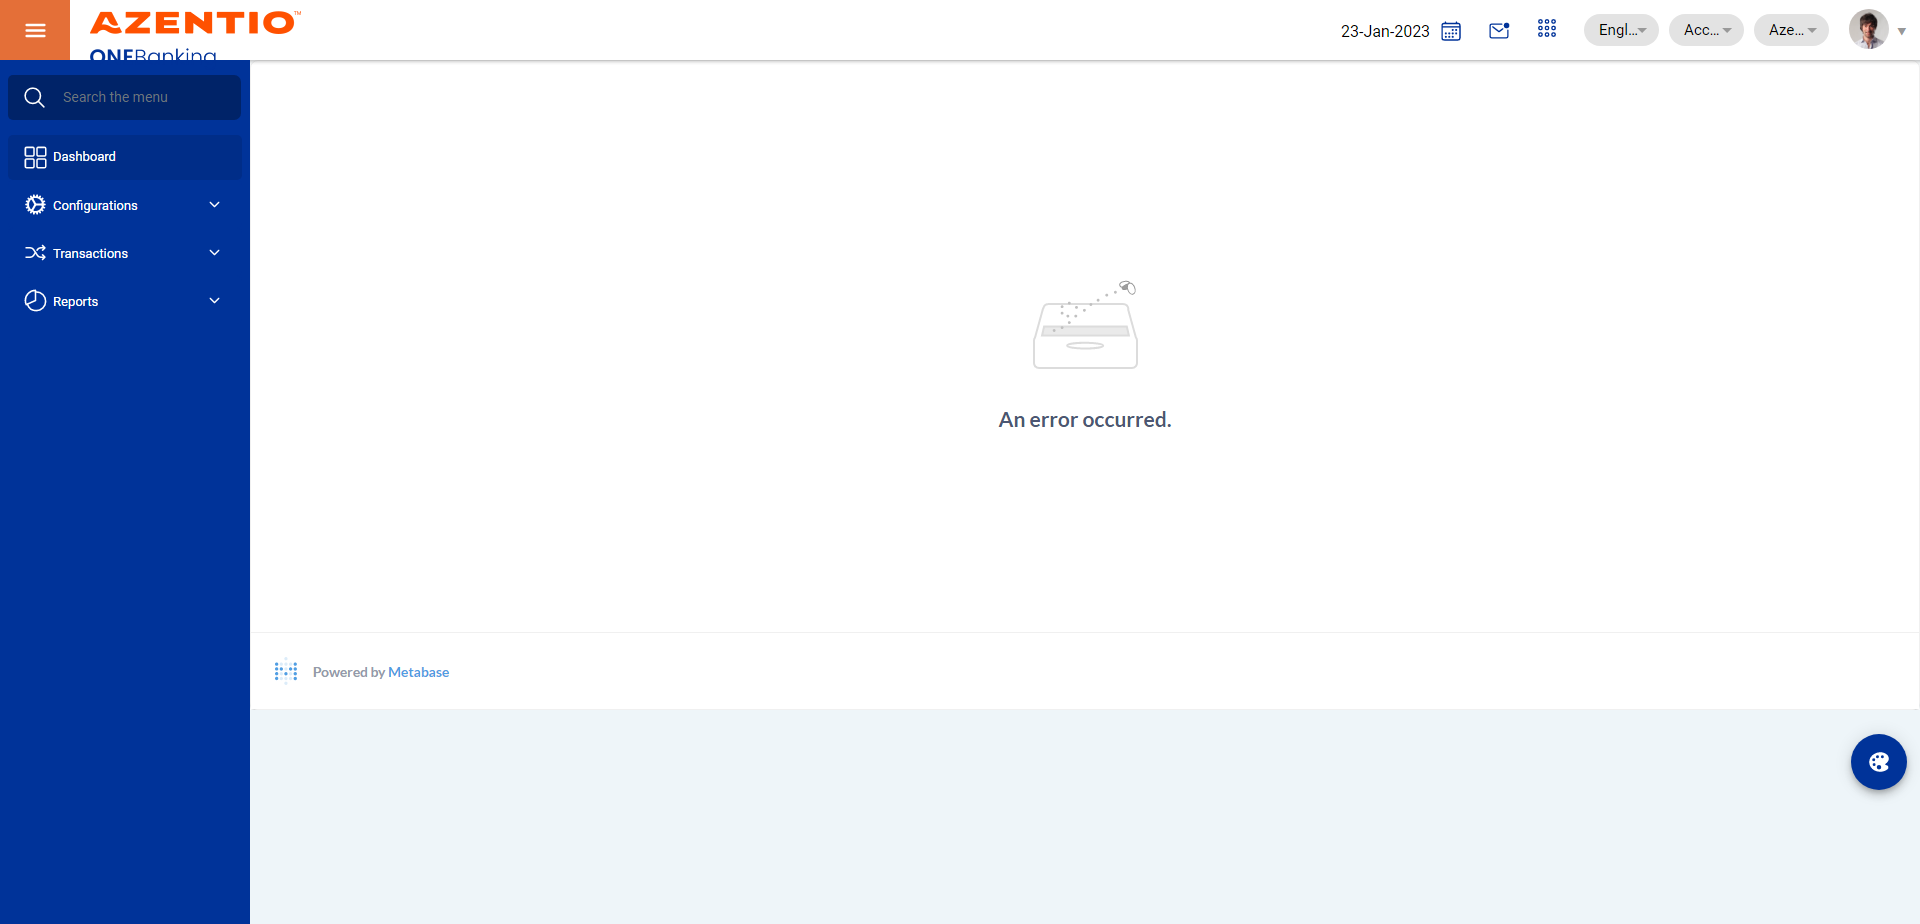 AZENTIO™
ONEBanking
23-Jan-2023
Engl...
Acc...
Aze...
Search the menu
Dashboard
Configurations
Transactions
Reports
An error occurred.
Powered by Metabase